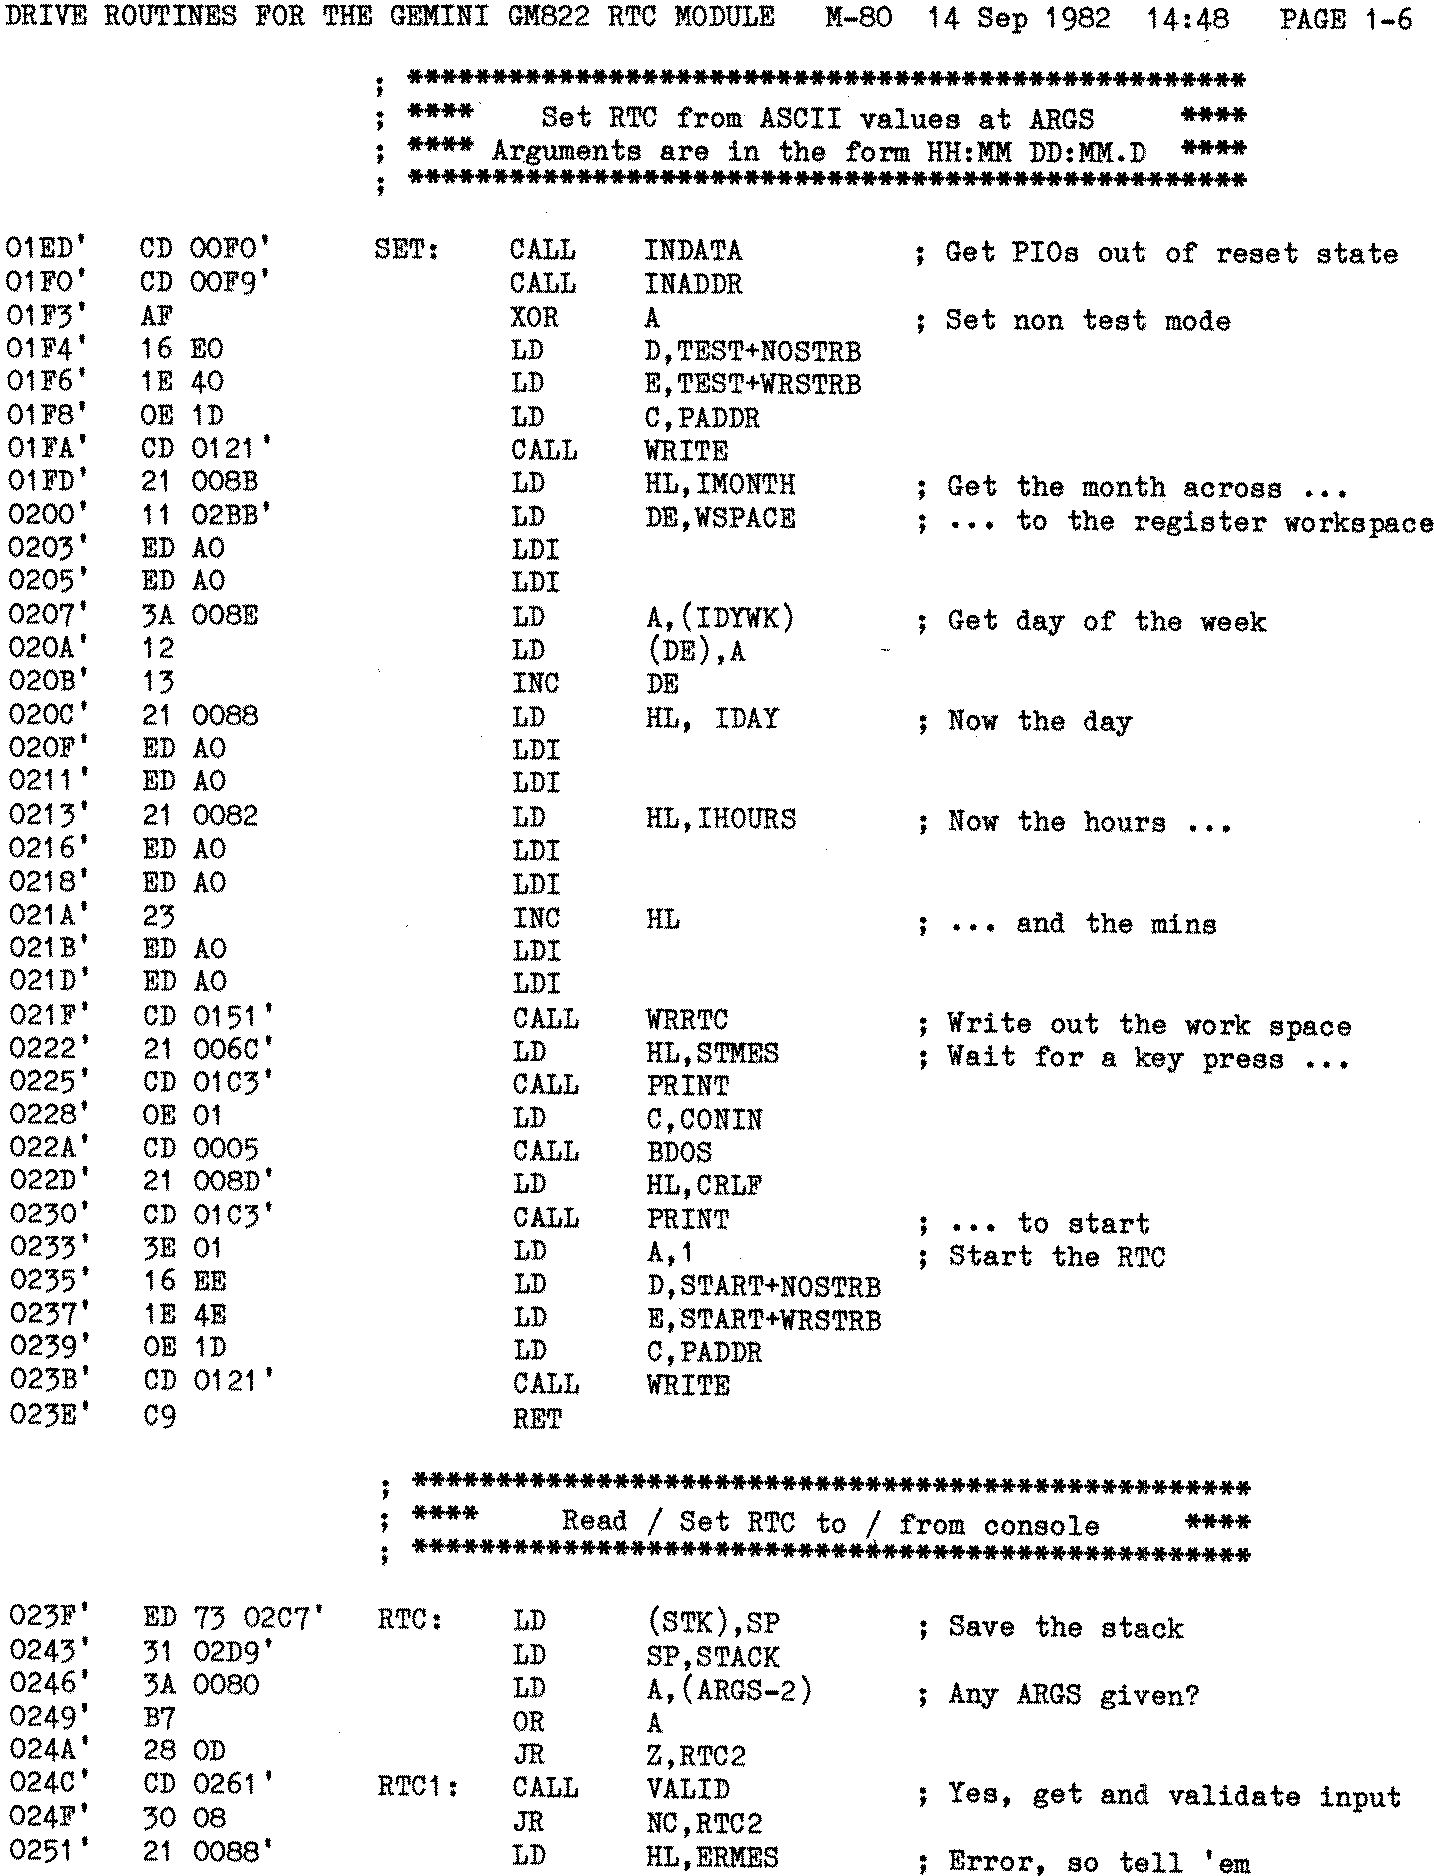 DRIVE ROUTINES FOR THE GEMINI GM822 RTC MODULE   M-80  14 Sep 1982  14:48   PAGE 1-6
; **************************************************
; ****    Set RTC from ASCII values at ARGS     ****
; **** Arguments are in the form HH:MM DD:MM.D  ****
; **************************************************
01ED'   CD 00F0'      SET:    CALL    INDATA          ; Get PIOs out of reset state
01F0'   CD 00F9'              CALL    INADDR
01F3'   AF                    XOR     A               ; Set non test mode
01F4'   16 E0                 LD      D,TEST+NOSTRB
01F6'   1E 40                 LD      E,TEST+WRSTRB
01F8'   0E 1D                 LD      C,PADDR
01FA'   CD 0121'              CALL    WRITE
01FD'   21 008B               LD      HL,IMONTH       ; Get the month across ...
0200'   11 02BB'              LD      DE,WSPACE       ; ... to the register workspace
0203'   ED A0                 LDI
0205'   ED A0                 LDI
0207'   3A 008E               LD      A,(IDYWK)       ; Get day of the week
020A'   12                    LD      (DE),A
020B'   13                    INC     DE
020C'   21 0088               LD      HL, IDAY        ; Now the day
020F'   ED A0                 LDI
0211'   ED A0                 LDI
0213'   21 0082               LD      HL,IHOURS       ; Now the hours ...
0216'   ED A0                 LDI
0218'   ED A0                 LDI
021A'   23                    INC     HL              ; ... and the mins
021B'   ED A0                 LDI
021D'   ED A0                 LDI
021F'   CD 0151'              CALL    WRRTC           ; Write out the work space
0222'   21 006C'              LD      HL,STMES        ; Wait for a key press ...
0225'   CD 01C3'              CALL    PRINT
0228'   0E 01                 LD      C,CONIN
022A'   CD 0005               CALL    BDOS
022D'   21 008D'              LD      HL,CRLF
0230'   CD 01C3'              CALL    PRINT           ; ... to start
0233'   3E 01                 LD      A,1             ; Start the RTC
0235'   16 EE                 LD      D,START+NOSTRB
0237'   1E 4E                 LD      E,START+WRSTRB
0239'   0E 1D                 LD      C,PADDR
023B'   CD 0121'              CALL    WRITE
023E'   C9                    RET
; **************************************************
; ****     Read / Set RTC to / from console     ****
; **************************************************
023F'   ED 73 02C7'   RTC:    LD      (STK),SP        ; Save the stack
0243'   31 02D9'              LD      SP,STACK
0246'   3A 0080               LD      A,(ARGS-2)      ; Any ARGS given?
0249'   B7                    OR      A
024A'   28 0D                 JR      Z,RTC2
024C'   CD 0261'      RTC1:   CALL    VALID           ; Yes, get and validate input
024F'   30 08                 JR      NC,RTC2
0251'   21 0088'              LD      HL,ERMES        ; Error, so tell 'em